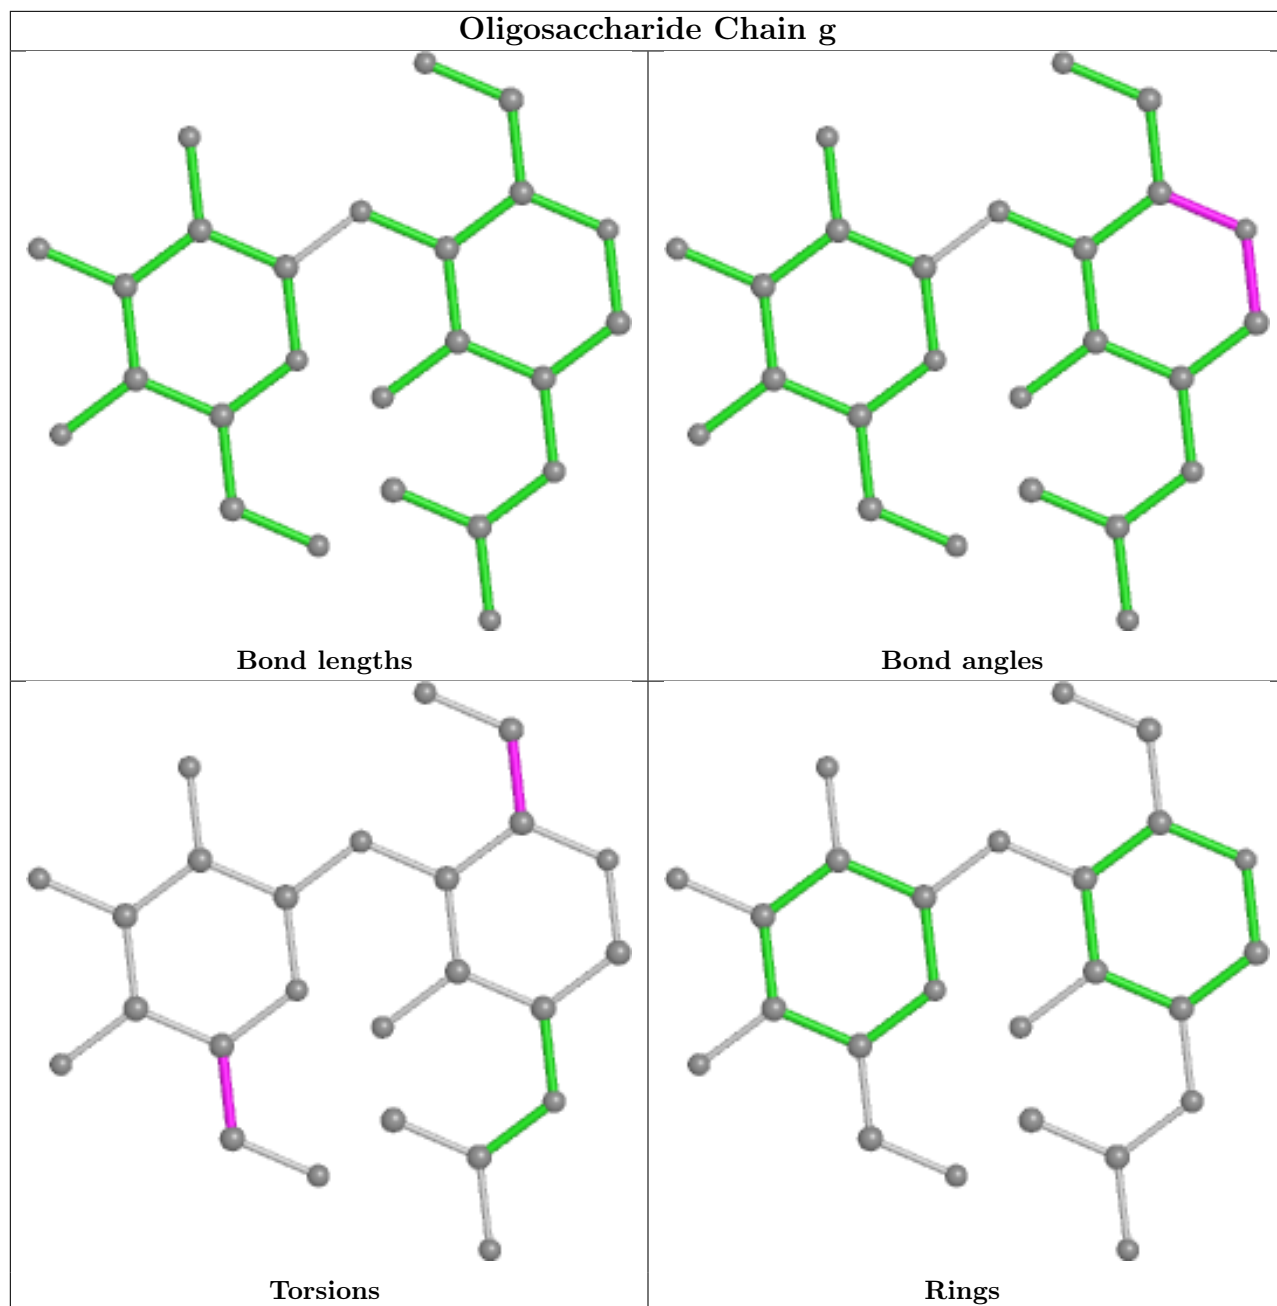 Oligosaccharide Chain g
Bond lengths
Bond angles
Torsions
Rings